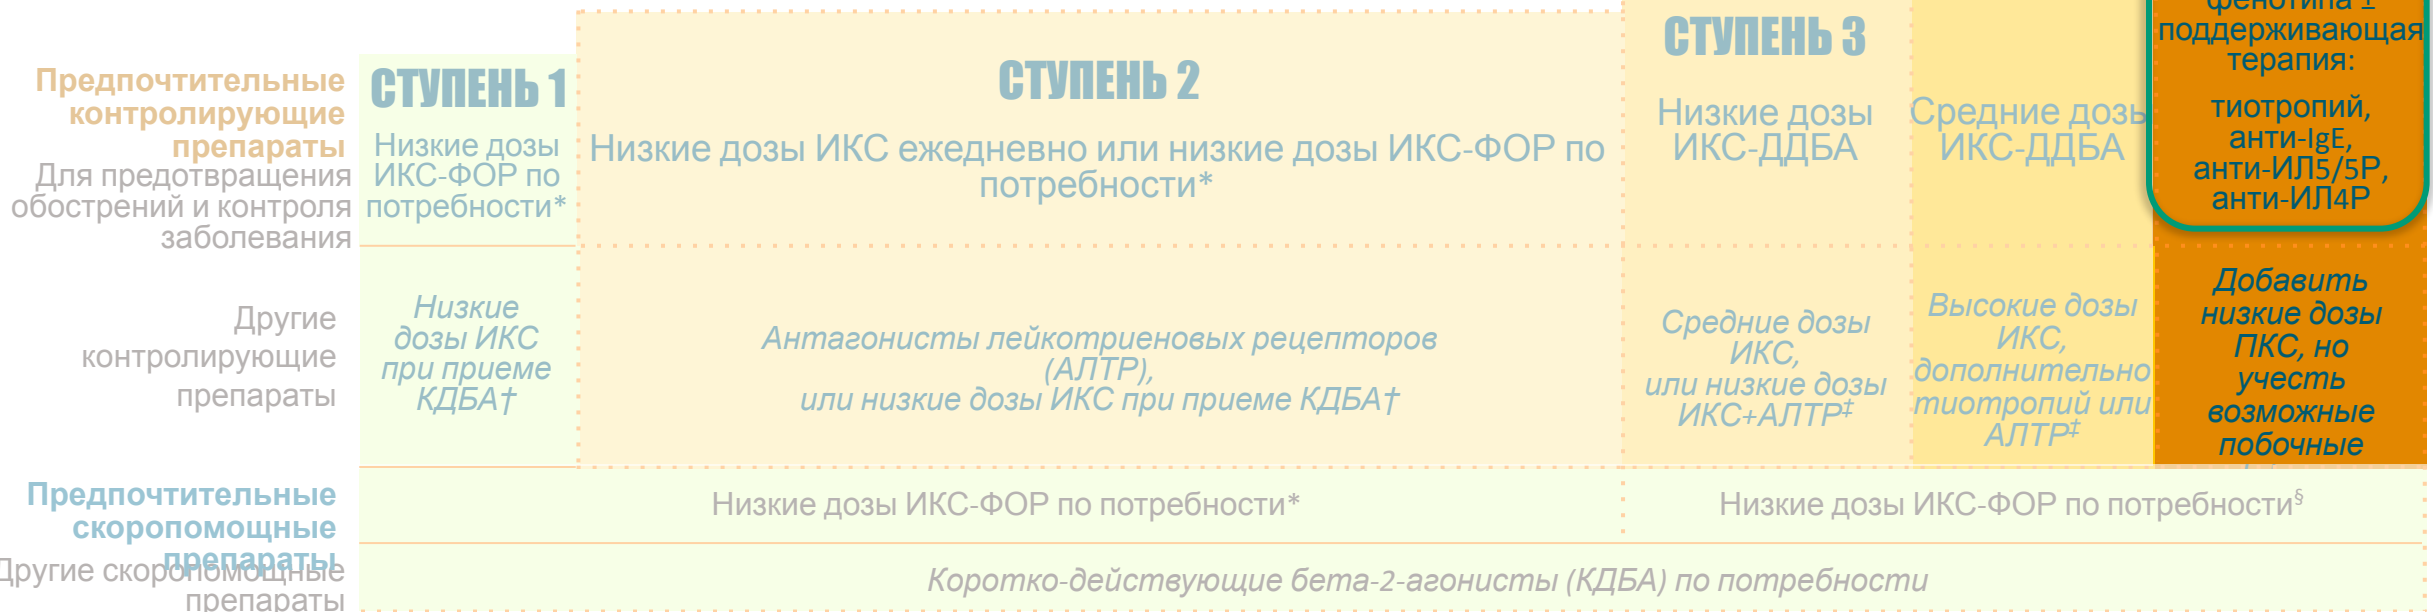 Предпочтительные
контролирующие
препараты
Для предотвращения
обострений и контроля
заболевания
СТУПЕНЬ 1
Низкие дозы
ИКС-ФОР по
потребности*
СТУПЕНЬ 2
Низкие дозы ИКС ежедневно или низкие дозы ИКС-ФОР по
потребности*
СТУПЕНЬ 3
Низкие дозы
ИКС-ДДБА
Средние дозы
ИКС-ДДБА
фенотипа ±
поддерживающая
терапия:
тиотропий,
анти-IgE,
анти-ИЛ5/5Р,
анти-ИЛ4Р
Другие
контролирующие
препараты
Низкие
дозы ИКС
при приеме
КДБА†
Антагонисты лейкотриеновых рецепторов
(АЛТР),
или низкие дозы ИКС при приеме КДБА†
Средние дозы
ИКС,
или низкие дозы
ИКС+АЛТР‡
Высокие дозы
ИКС,
дополнительно
тиотропий или
АЛТР‡
Добавить
низкие дозы
ПКС, но
учесть
возможные
побочные
Предпочтительные
скоропомощные
препараты
Низкие дозы ИКС-ФОР по потребности*
Низкие дозы ИКС-ФОР по потребности§
Другие скоропомощные
препараты
Коротко-действующие бета-2-агонисты (КДБА) по потребности